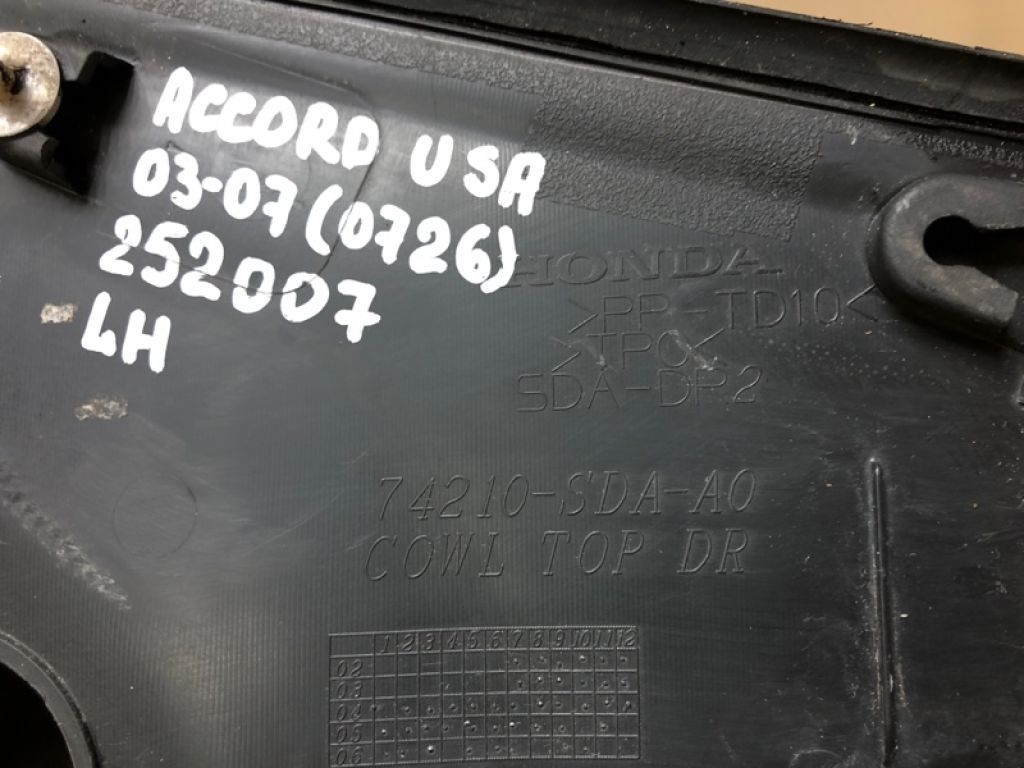 ACCORD USA
03-07 (0726)
252007
LH
HONDA
>PP-TD10<
>TPO<
SDA-DR2
74210-SDA-A0
COWL TOP DR
1 2 3 4 5 6 7 8 9 10 11 12
02
03
04
05
06